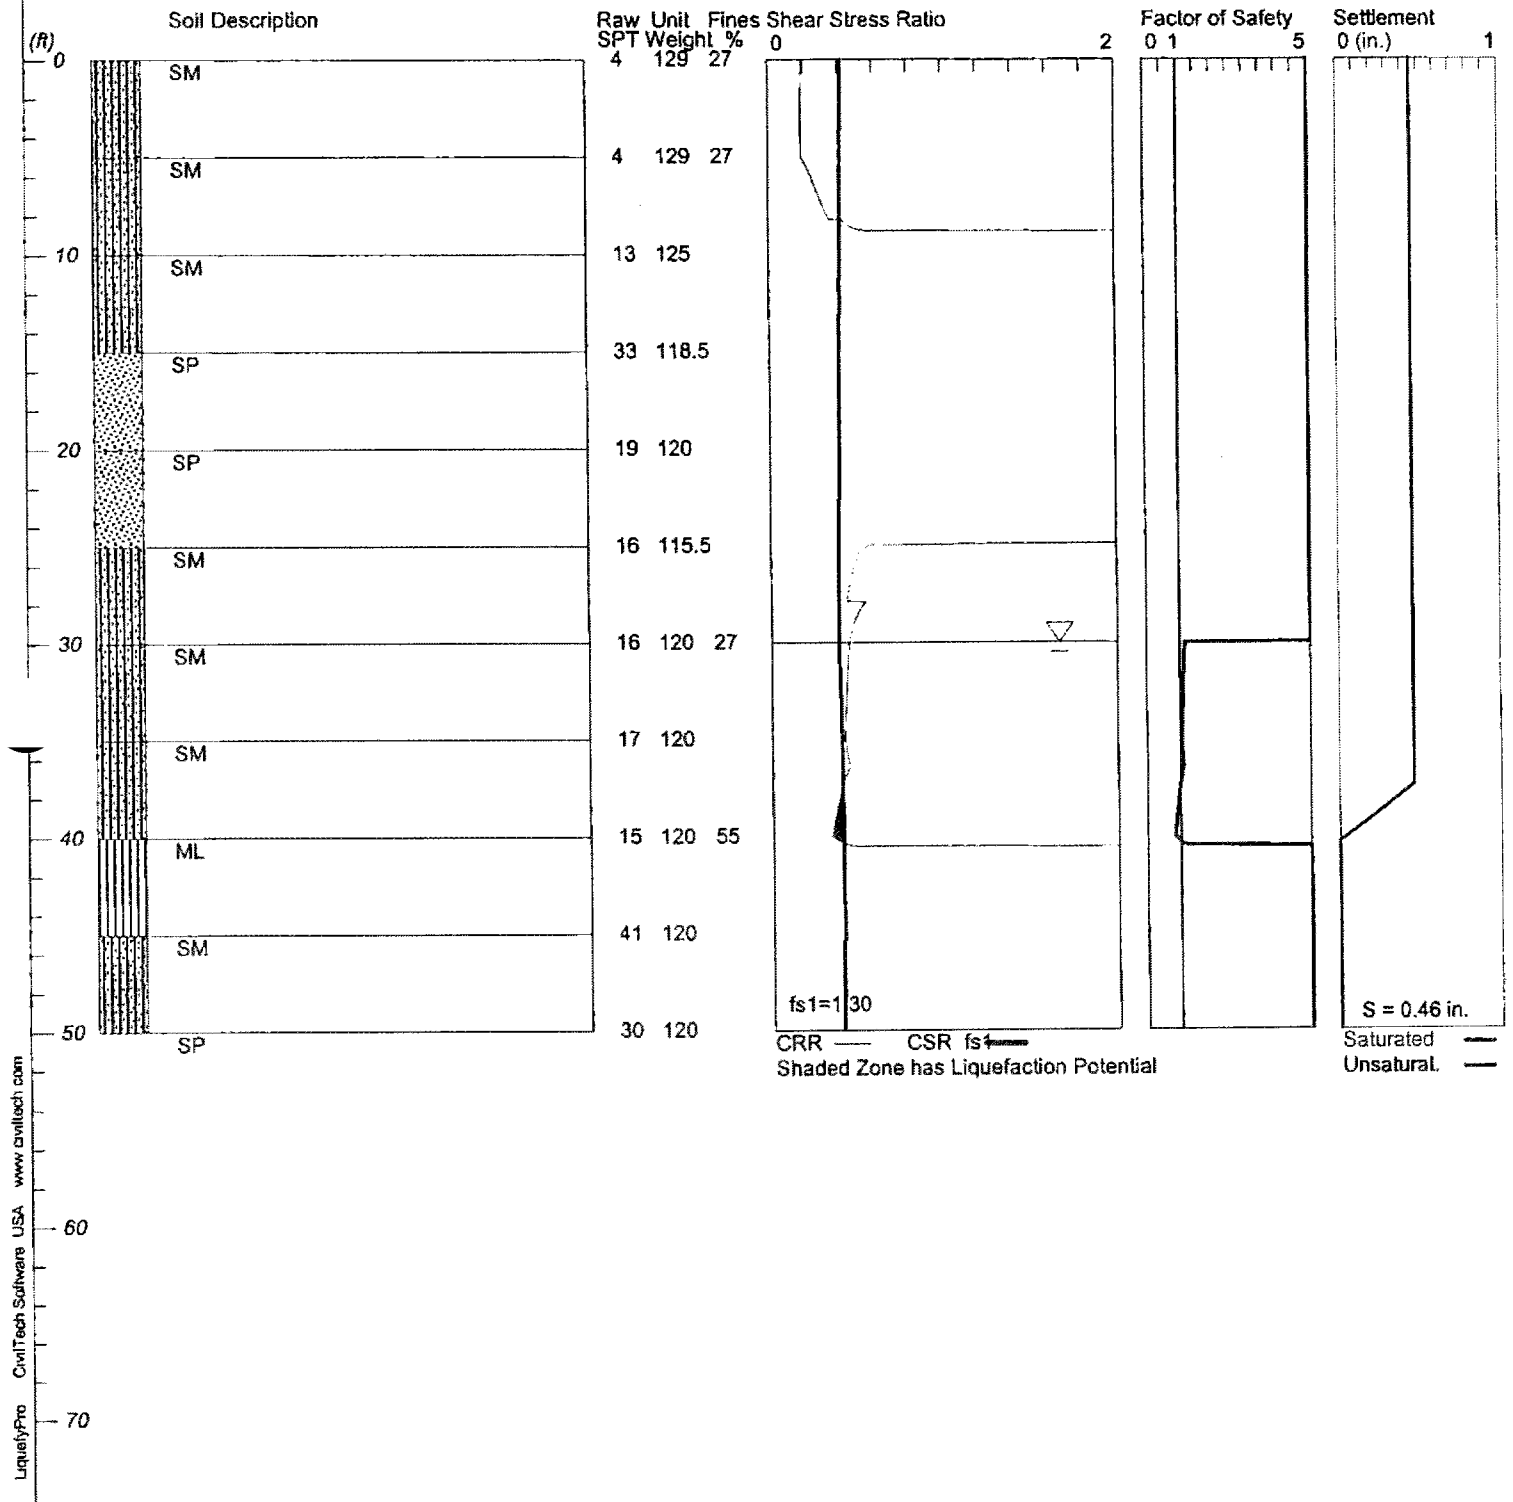 Soil Description Raw Unit Fines Shear Stress Ratio Factor of Safety Settlement
(ft) SPT Weight % 0 2 0 1 5 0 (in.) 1
0 4 129 27
SM
4 129 27
SM
10 13 125
SM
33 118.5
SP
20 19 120
SP
16 115.5
SM
30 16 120 27
SM
17 120
SM
40 15 120 55
ML
41 120
SM
fs1=1.30 S = 0.46 in.
50 30 120
SP
CRR CSR fs1 Saturated
Shaded Zone has Liquefaction Potential Unsaturat.
60
70
LiquefyPro CivilTech Software USA www civiltech com